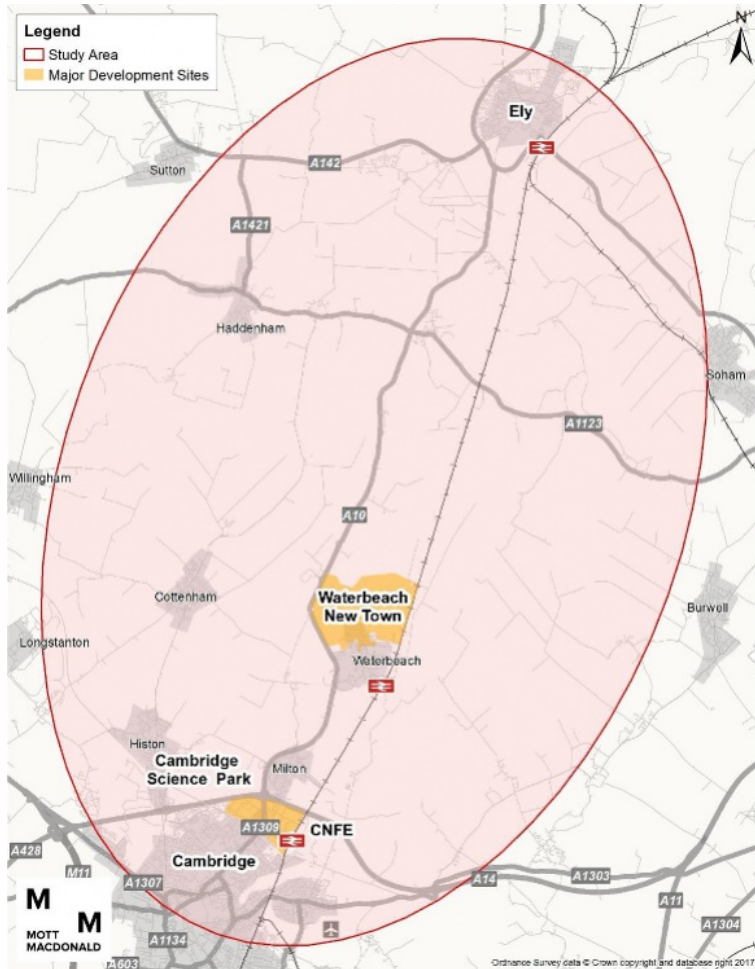 Legend
Study Area
Major Development Sites
N
Ely
A142
Sutton
A1421
Haddenham
Soham
A1123
Willingham
A10
Waterbeach
New Town
Cottenham
Burwell
Longstanton
Waterbeach
Histon
Cambridge
Science Park
Milton
A1309
CNFE
A428
Cambridge
M11
A1307
A14
A1303
A11
A1304
M
M
MOTT
MACDONALD
A1134
A603
Ordnance Survey data © Crown copyright and database right 2017